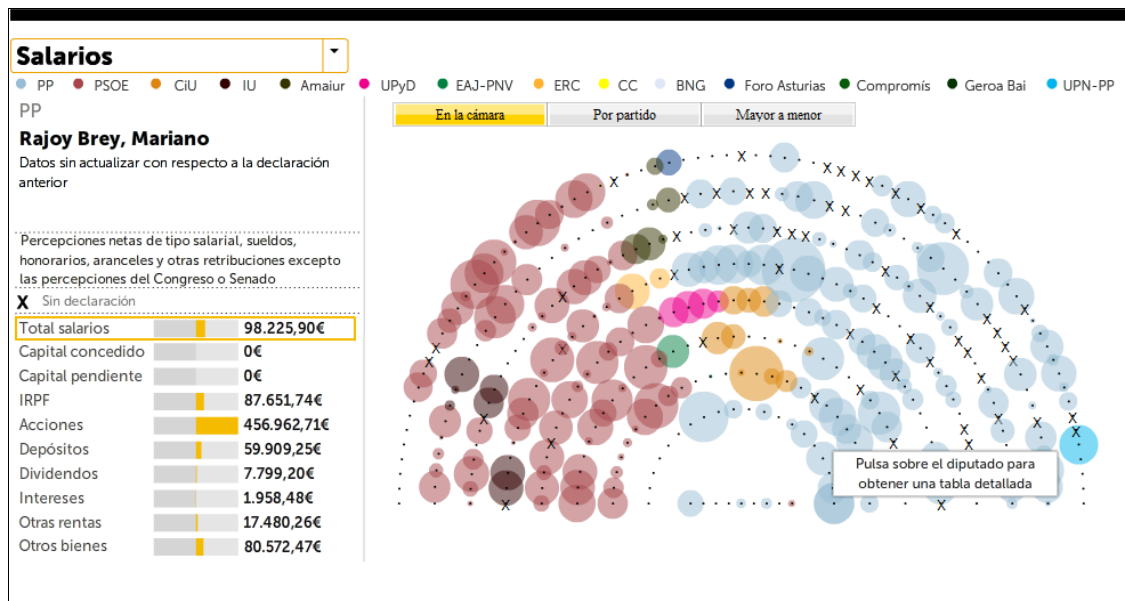 Salarios
PP PSOE CiU IU Amaiur UPyD EAJ-PNV ERC CC BNG Foro Asturias Compromís Geroa Bai UPN-PP
PP
Rajoy Brey, Mariano
Datos sin actualizar con respecto a la declaración
anterior
En la cámara Por partido Mayor a menor
Percepciones netas de tipo salarial, sueldos,
honorarios, aranceles y otras retribuciones excepto
las percepciones del Congreso o Senado
X Sin declaración
Total salarios 98.225,90€
Capital concedido 0€
Capital pendiente 0€
IRPF 87.651,74€
Acciones 456.962,71€
Depósitos 59.909,25€
Dividendos 7.799,20€
Intereses 1.958,48€
Otras rentas 17.480,26€
Otros bienes 80.572,47€
Pulsa sobre el diputado para
obtener una tabla detallada